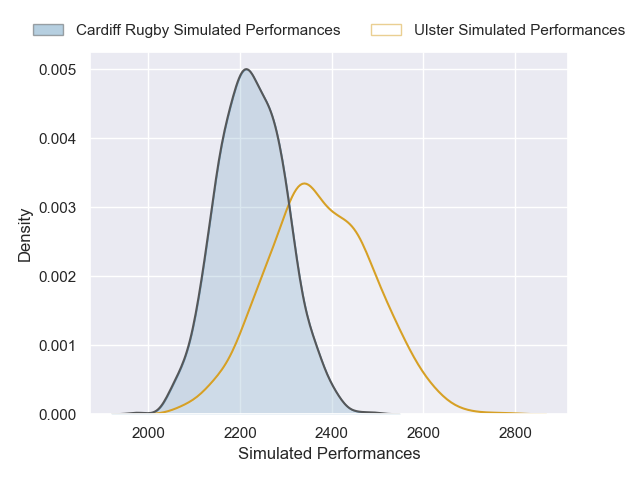 Cardiff Rugby Simulated Performances Ulster Simulated Performances
0.005
0.004
0.003
0.002
0.001
0.000
Density
2000 2200 2400 2600 2800
Simulated Performances